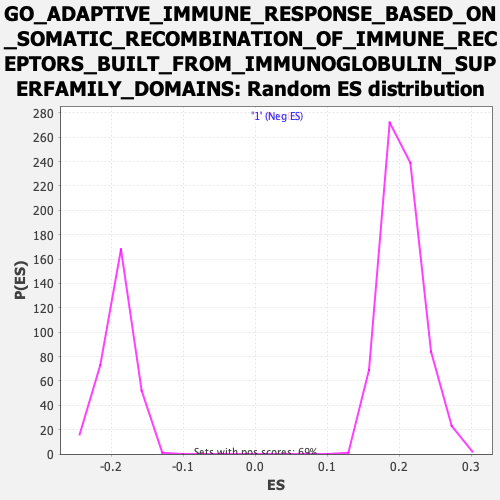 GO_ADAPTIVE_IMMUNE_RESPONSE_BASED_ON
_SOMATIC_RECOMBINATION_OF_IMMUNE_REC
EPTORS_BUILT_FROM_IMMUNOGLOBULIN_SUP
ERFAMILY_DOMAINS: Random ES distribution
'1' (Neg ES)
280
260
240
220
200
180
160
140
120
100
80
60
40
20
0
P(ES)
Sets with pos scores: 69%
-0.2 -0.1 0.0 0.1 0.2 0.3
ES